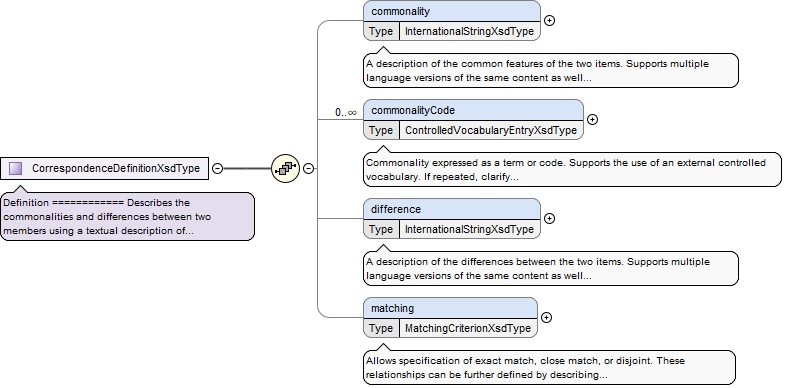 commonality
Type InternationalStringXsdType
A description of the common features of the two items. Supports multiple
language versions of the same content as well...
0..∞
commonalityCode
Type ControlledVocabularyEntryXsdType
Commonality expressed as a term or code. Supports the use of an external controlled
vocabulary. If repeated, clarify...
CorrespondenceDefinitionXsdType
Definition ============ Describes the
commonalities and differences between two
members using a textual description of...
difference
Type InternationalStringXsdType
A description of the differences between the two items. Supports multiple
language versions of the same content as well...
matching
Type MatchingCriterionXsdType
Allows specification of exact match, close match, or disjoint. These
relationships can be further defined by describing...